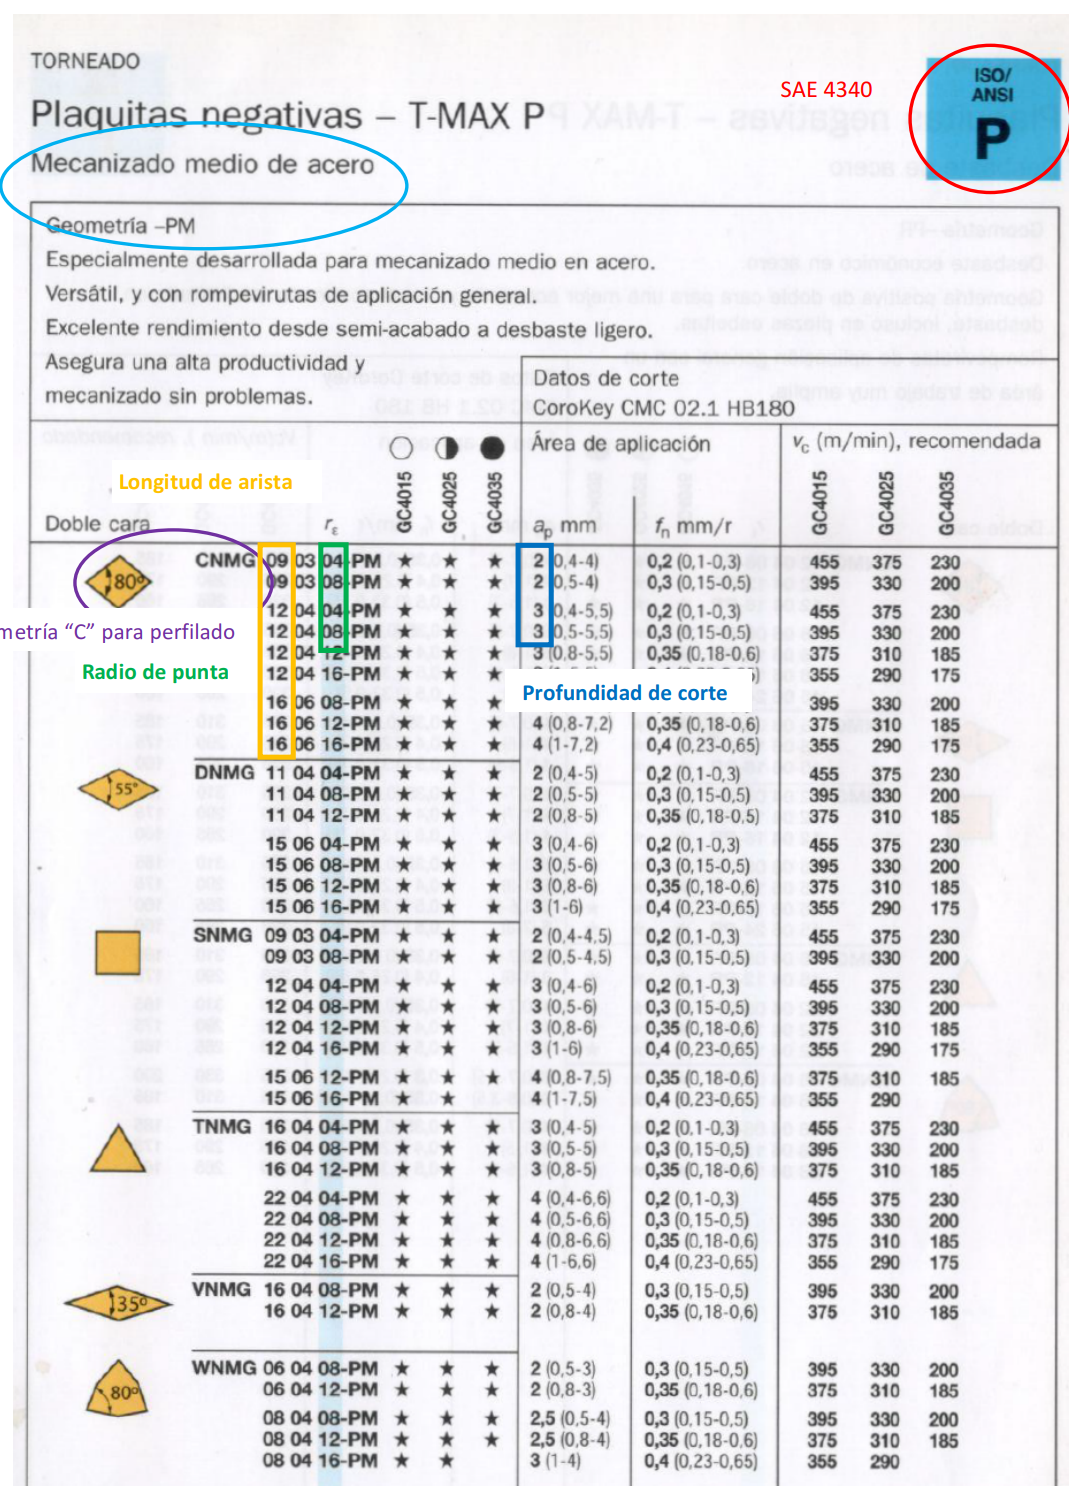 TORNEADO
SAE 4340
ISO/
ANSI
P
Plaquitas negativas – T-MAX P
Mecanizado medio de acero
Geometría –PM
Especialmente desarrollada para mecanizado medio en acero.
Versátil, y con rompevirutas de aplicación general.
Excelente rendimiento desde semi-acabado a desbaste ligero.
Asegura una alta productividad y
mecanizado sin problemas.
Datos de corte
CoroKey CMC 02.1 HB180
Área de aplicación
vc (m/min), recomendada
Longitud de arista
Doble cara rε GC4015 GC4025 GC4035 ap mm fn mm/r GC4015 GC4025 GC4035
80°
CNMG 09 03 04-PM ★ ★ ★ 2 (0,4-4) 0,2 (0,1-0,3) 455 375 230
09 03 08-PM ★ ★ ★ 2 (0,5-4) 0,3 (0,15-0,5) 395 330 200
12 04 04-PM ★ ★ ★ 3 (0,4-5,5) 0,2 (0,1-0,3) 455 375 230
12 04 08-PM ★ ★ ★ 3 (0,5-5,5) 0,3 (0,15-0,5) 395 330 200
metría “C” para perfilado
12 04 12-PM ★ ★ ★ 3 (0,8-5,5) 0,35 (0,18-0,6) 375 310 185
12 04 16-PM ★ ★ ★ 355 290 175
Radio de punta
Profundidad de corte
16 06 08-PM ★ ★ ★ 395 330 200
16 06 12-PM ★ ★ ★ 4 (0,8-7,2) 0,35 (0,18-0,6) 375 310 185
16 06 16-PM ★ ★ ★ 4 (1-7,2) 0,4 (0,23-0,65) 355 290 175
55°
DNMG 11 04 04-PM ★ ★ ★ 2 (0,4-5) 0,2 (0,1-0,3) 455 375 230
11 04 08-PM ★ ★ ★ 2 (0,5-5) 0,3 (0,15-0,5) 395 330 200
11 04 12-PM ★ ★ ★ 2 (0,8-5) 0,35 (0,18-0,5) 375 310 185
15 06 04-PM ★ ★ ★ 3 (0,4-6) 0,2 (0,1-0,3) 455 375 230
15 06 08-PM ★ ★ ★ 3 (0,5-6) 0,3 (0,15-0,5) 395 330 200
15 06 12-PM ★ ★ ★ 3 (0,8-6) 0,35 (0,18-0,6) 375 310 185
15 06 16-PM ★ ★ ★ 3 (1-6) 0,4 (0,23-0,65) 355 290 175
SNMG 09 03 04-PM ★ ★ ★ 2 (0,4-4,5) 0,2 (0,1-0,3) 455 375 230
09 03 08-PM ★ ★ ★ 2 (0,5-4,5) 0,3 (0,15-0,5) 395 330 200
12 04 04-PM ★ ★ ★ 3 (0,4-6) 0,2 (0,1-0,3) 455 375 230
12 04 08-PM ★ ★ ★ 3 (0,5-6) 0,3 (0,15-0,5) 395 330 200
12 04 12-PM ★ ★ ★ 3 (0,8-6) 0,35 (0,18-0,6) 375 310 185
12 04 16-PM ★ ★ ★ 3 (1-6) 0,4 (0,23-0,65) 355 290 175
15 06 12-PM ★ ★ ★ 4 (0,8-7,5) 0,35 (0,18-0,6) 375 310 185
15 06 16-PM ★ ★ ★ 4 (1-7,5) 0,4 (0,23-0,65) 355 290
TNMG 16 04 04-PM ★ ★ ★ 3 (0,4-5) 0,2 (0,1-0,3) 455 375 230
16 04 08-PM ★ ★ ★ 3 (0,5-5) 0,3 (0,15-0,5) 395 330 200
16 04 12-PM ★ ★ ★ 3 (0,8-5) 0,35 (0,18-0,6) 375 310 185
22 04 04-PM ★ ★ ★ 4 (0,4-6,6) 0,2 (0,1-0,3) 455 375 230
22 04 08-PM ★ ★ ★ 4 (0,5-6,6) 0,3 (0,15-0,5) 395 330 200
22 04 12-PM ★ ★ ★ 4 (0,8-6,6) 0,35 (0,18-0,6) 375 310 185
22 04 16-PM ★ ★ ★ 4 (1-6,6) 0,4 (0,23-0,65) 355 290 175
35°
VNMG 16 04 08-PM ★ ★ ★ 2 (0,5-4) 0,3 (0,15-0,5) 395 330 200
16 04 12-PM ★ ★ ★ 2 (0,8-4) 0,35 (0,18-0,6) 375 310 185
80°
WNMG 06 04 08-PM ★ ★ ★ 2 (0,5-3) 0,3 (0,15-0,5) 395 330 200
06 04 12-PM ★ ★ ★ 2 (0,8-3) 0,35 (0,18-0,6) 375 310 185
08 04 08-PM ★ ★ ★ 2,5 (0,5-4) 0,3 (0,15-0,5) 395 330 200
08 04 12-PM ★ ★ ★ 2,5 (0,8-4) 0,35 (0,18-0,6) 375 310 185
08 04 16-PM ★ ★ 3 (1-4) 0,4 (0,23-0,65) 355 290